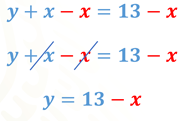 y + x − x = 13 − x
y + x − x = 13 − x
y = 13 − x